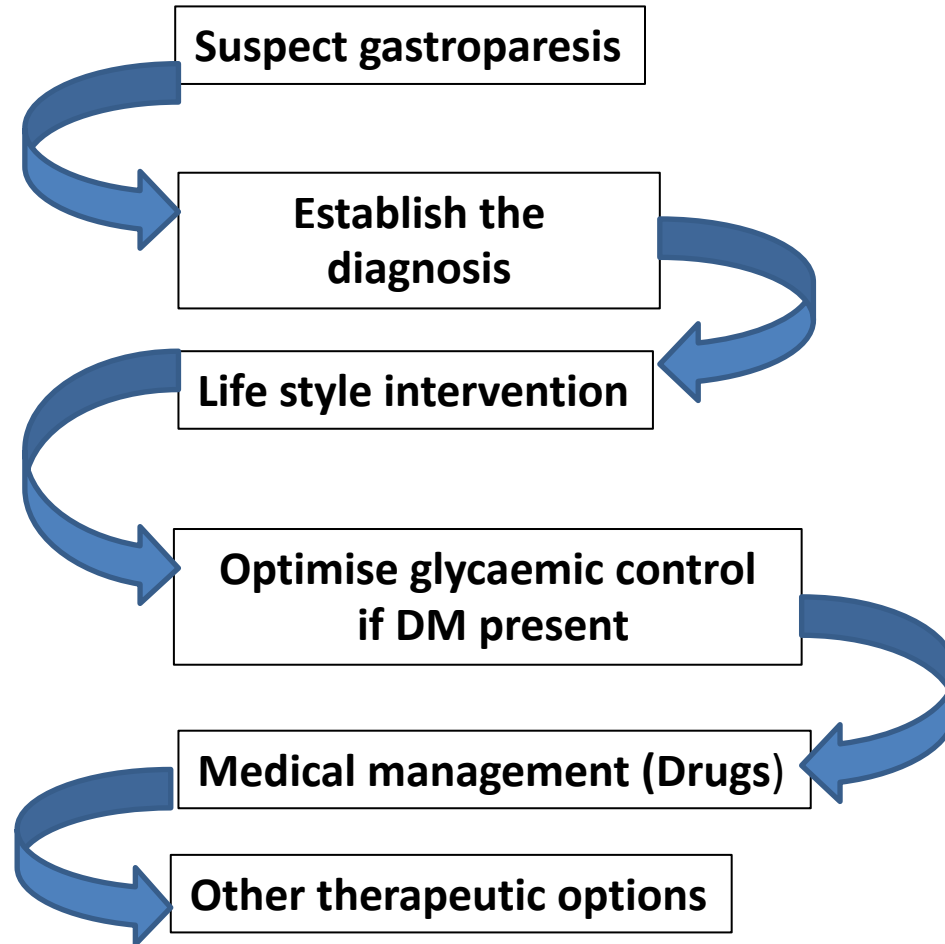 Suspect gastroparesis
Establish the
diagnosis
Life style intervention
Optimise glycaemic control
if DM present
Medical management (Drugs)
Other therapeutic options